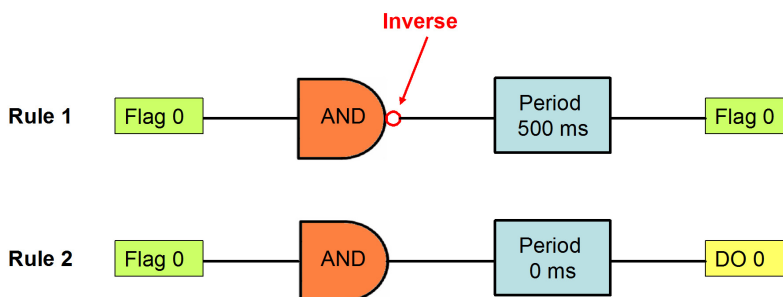 Inverse
Rule 1
Flag 0
AND
Period
500 ms
Flag 0
Rule 2
Flag 0
AND
Period
0 ms
DO 0